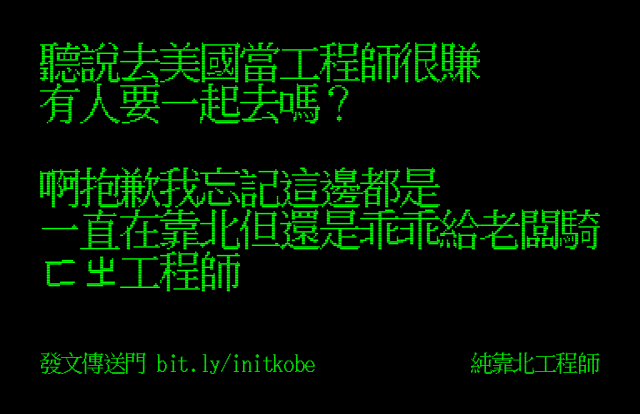 聽說去美國當工程師很賺
有人要一起去嗎？
啊抱歉我忘記這邊都是
一直在靠北但還是乖乖給老闆騎
ㄈㄓ工程師
發文傳送門 bit.ly/initkobe
純靠北工程師